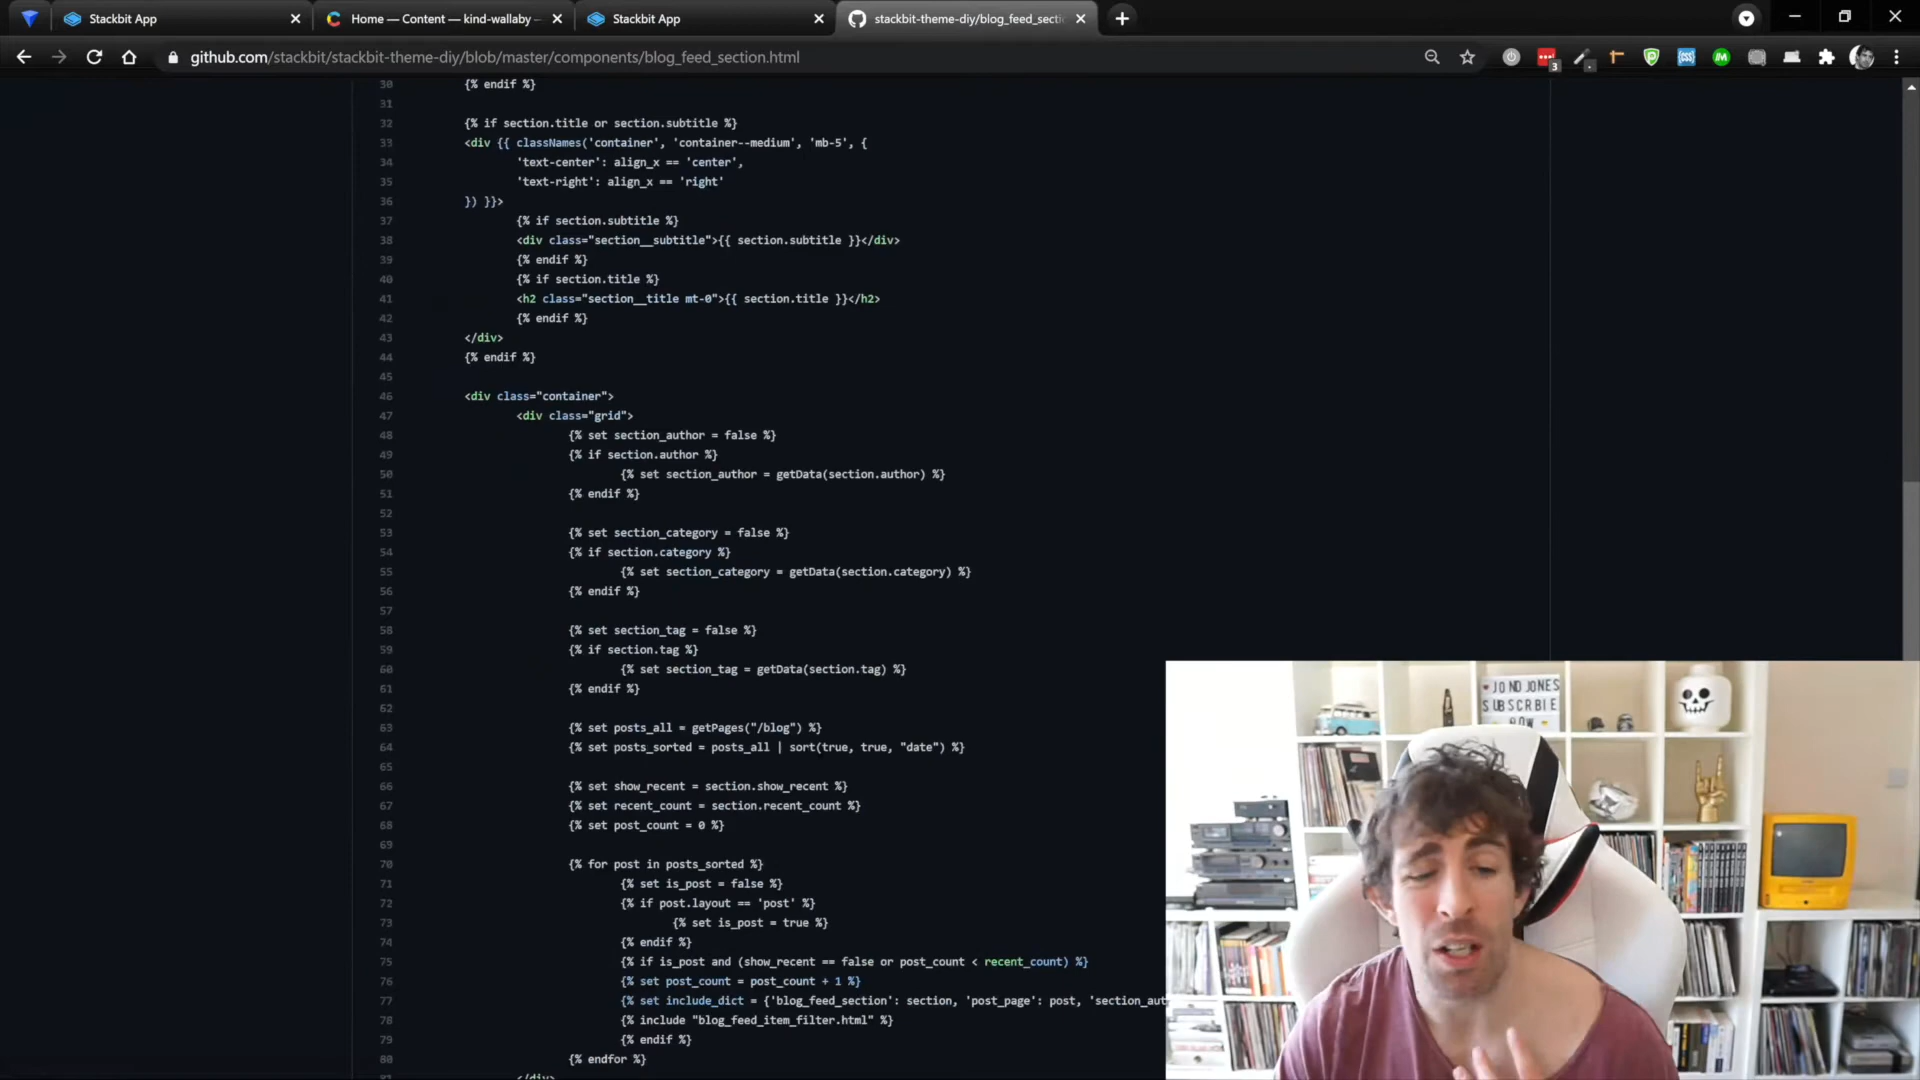 Stackbit App
Home — Content — kind-wallaby –
Stackbit App
stackbit-theme-diy/blog_feed_secti
github.com/stackbit/stackbit-theme-diy/blob/master/components/blog_feed_section.html
3
30 {% endif %}
31
32 {% if section.title or section.subtitle %}
33 <div {{ classNames('container', 'container--medium', 'mb-5', {
34 'text-center': align_x == 'center',
35 'text-right': align_x == 'right'
36 }) }}>
37 {% if section.subtitle %}
38 <div class="section__subtitle">{{ section.subtitle }}</div>
39 {% endif %}
40 {% if section.title %}
41 <h2 class="section__title mt-0">{{ section.title }}</h2>
42 {% endif %}
43 </div>
44 {% endif %}
45
46 <div class="container">
47 <div class="grid">
48 {% set section_author = false %}
49 {% if section.author %}
50 {% set section_author = getData(section.author) %}
51 {% endif %}
52
53 {% set section_category = false %}
54 {% if section.category %}
55 {% set section_category = getData(section.category) %}
56 {% endif %}
57
58 {% set section_tag = false %}
59 {% if section.tag %}
60 {% set section_tag = getData(section.tag) %}
61 {% endif %}
62
63 {% set posts_all = getPages("/blog") %}
64 {% set posts_sorted = posts_all | sort(true, true, "date") %}
65
66 {% set show_recent = section.show_recent %}
67 {% set recent_count = section.recent_count %}
68 {% set post_count = 0 %}
69
70 {% for post in posts_sorted %}
71 {% set is_post = false %}
72 {% if post.layout == 'post' %}
73 {% set is_post = true %}
74 {% endif %}
75 {% if is_post and (show_recent == false or post_count < recent_count) %}
76 {% set post_count = post_count + 1 %}
77 {% set include_dict = {'blog_feed_section': section, 'post_page': post, 'section_aut
78 {% include "blog_feed_item_filter.html" %}
79 {% endif %}
80 {% endfor %}
</div>
JOND JONES
SUBSCRBIE
NOW